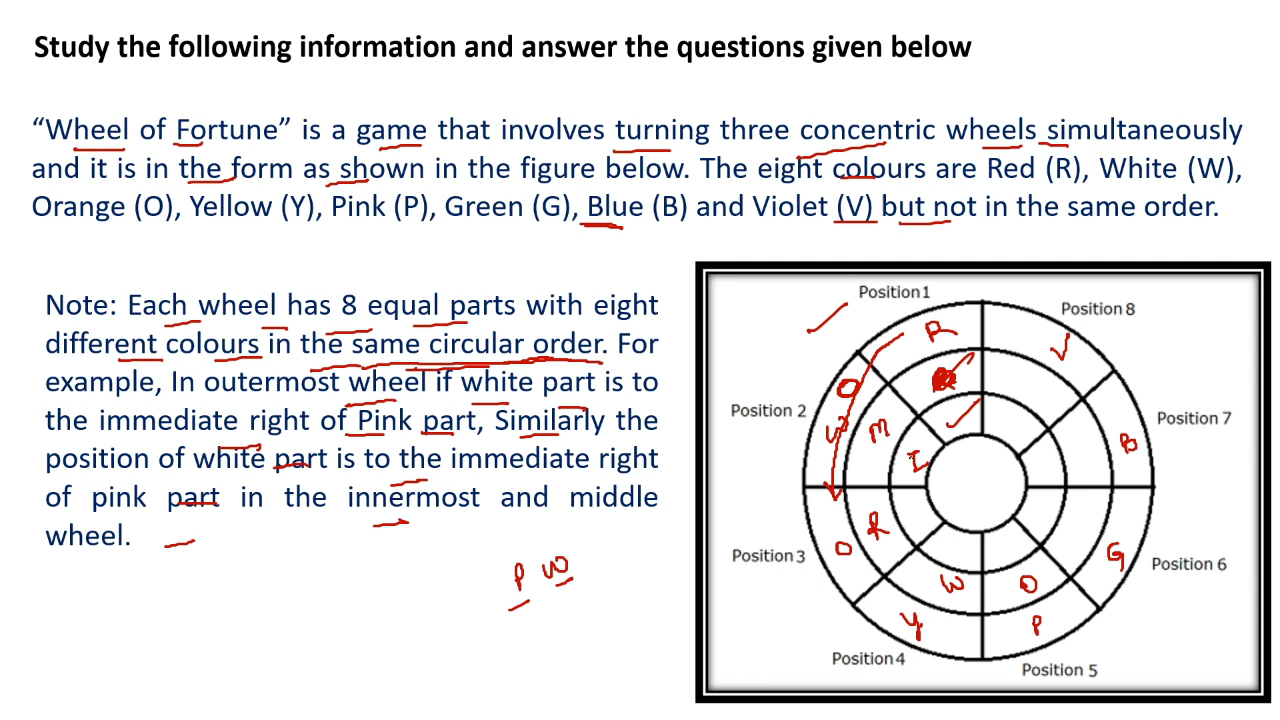 Study the following information and answer the questions given below
“Wheel of Fortune” is a game that involves turning three concentric wheels simultaneously
and it is in the form as shown in the figure below. The eight colours are Red (R), White (W),
Orange (O), Yellow (Y), Pink (P), Green (G), Blue (B) and Violet (V) but not in the same order.
Note: Each wheel has 8 equal parts with eight
different colours in the same circular order. For
example, In outermost wheel if white part is to
the immediate right of Pink part, Similarly the
position of white part is to the immediate right
of pink part in the innermost and middle
wheel.
P W
Position1
Position 8
Position 2
Position 7
Position 3
Position 6
Position 4
Position 5
R
V
O
M
I
B
O
R
G
W
O
Y
P